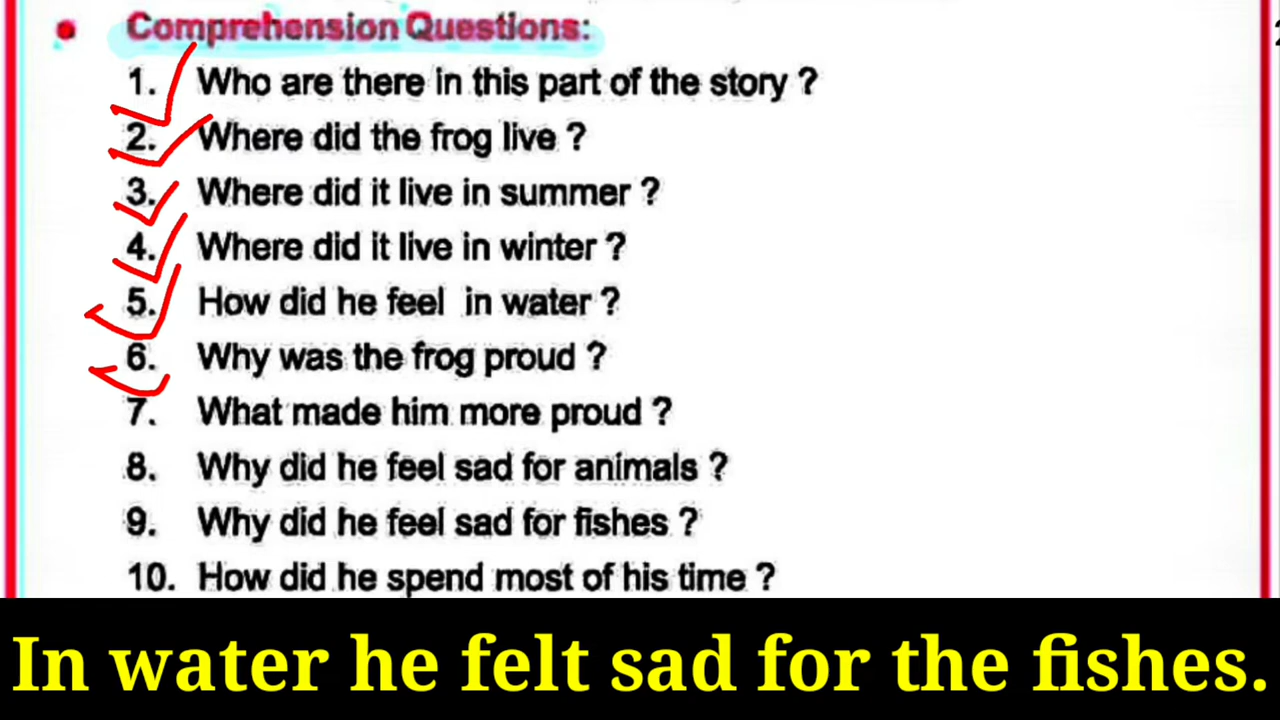 Comprehension Questions:
1. Who are there in this part of the story ?
2. Where did the frog live ?
3. Where did it live in summer ?
4. Where did it live in winter ?
5. How did he feel in water ?
6. Why was the frog proud ?
7. What made him more proud ?
8. Why did he feel sad for animals ?
9. Why did he feel sad for fishes ?
10. How did he spend most of his time ?
In water he felt sad for the fishes.